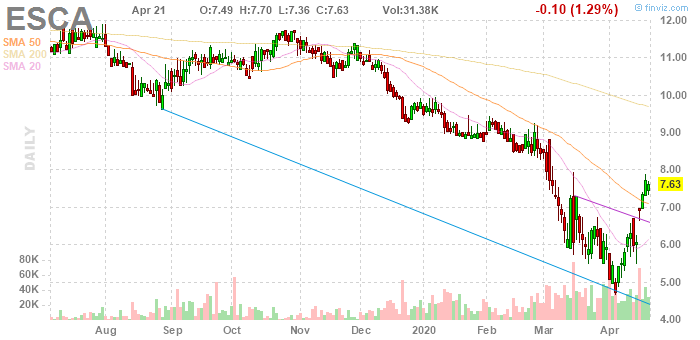 ESCA Apr 21 O:7.49 H:7.70 L:7.36 C:7.63 Vol:31.38K -0.10 (1.29%)
© finviz.com
SMA 50
SMA 200
SMA 20
DAILY
12.00
11.00
10.00
9.00
8.00
7.63
7.00
6.00
5.00
4.00
80K
60K
40K
20K
Aug Sep Oct Nov Dec 2020 Feb Mar Apr